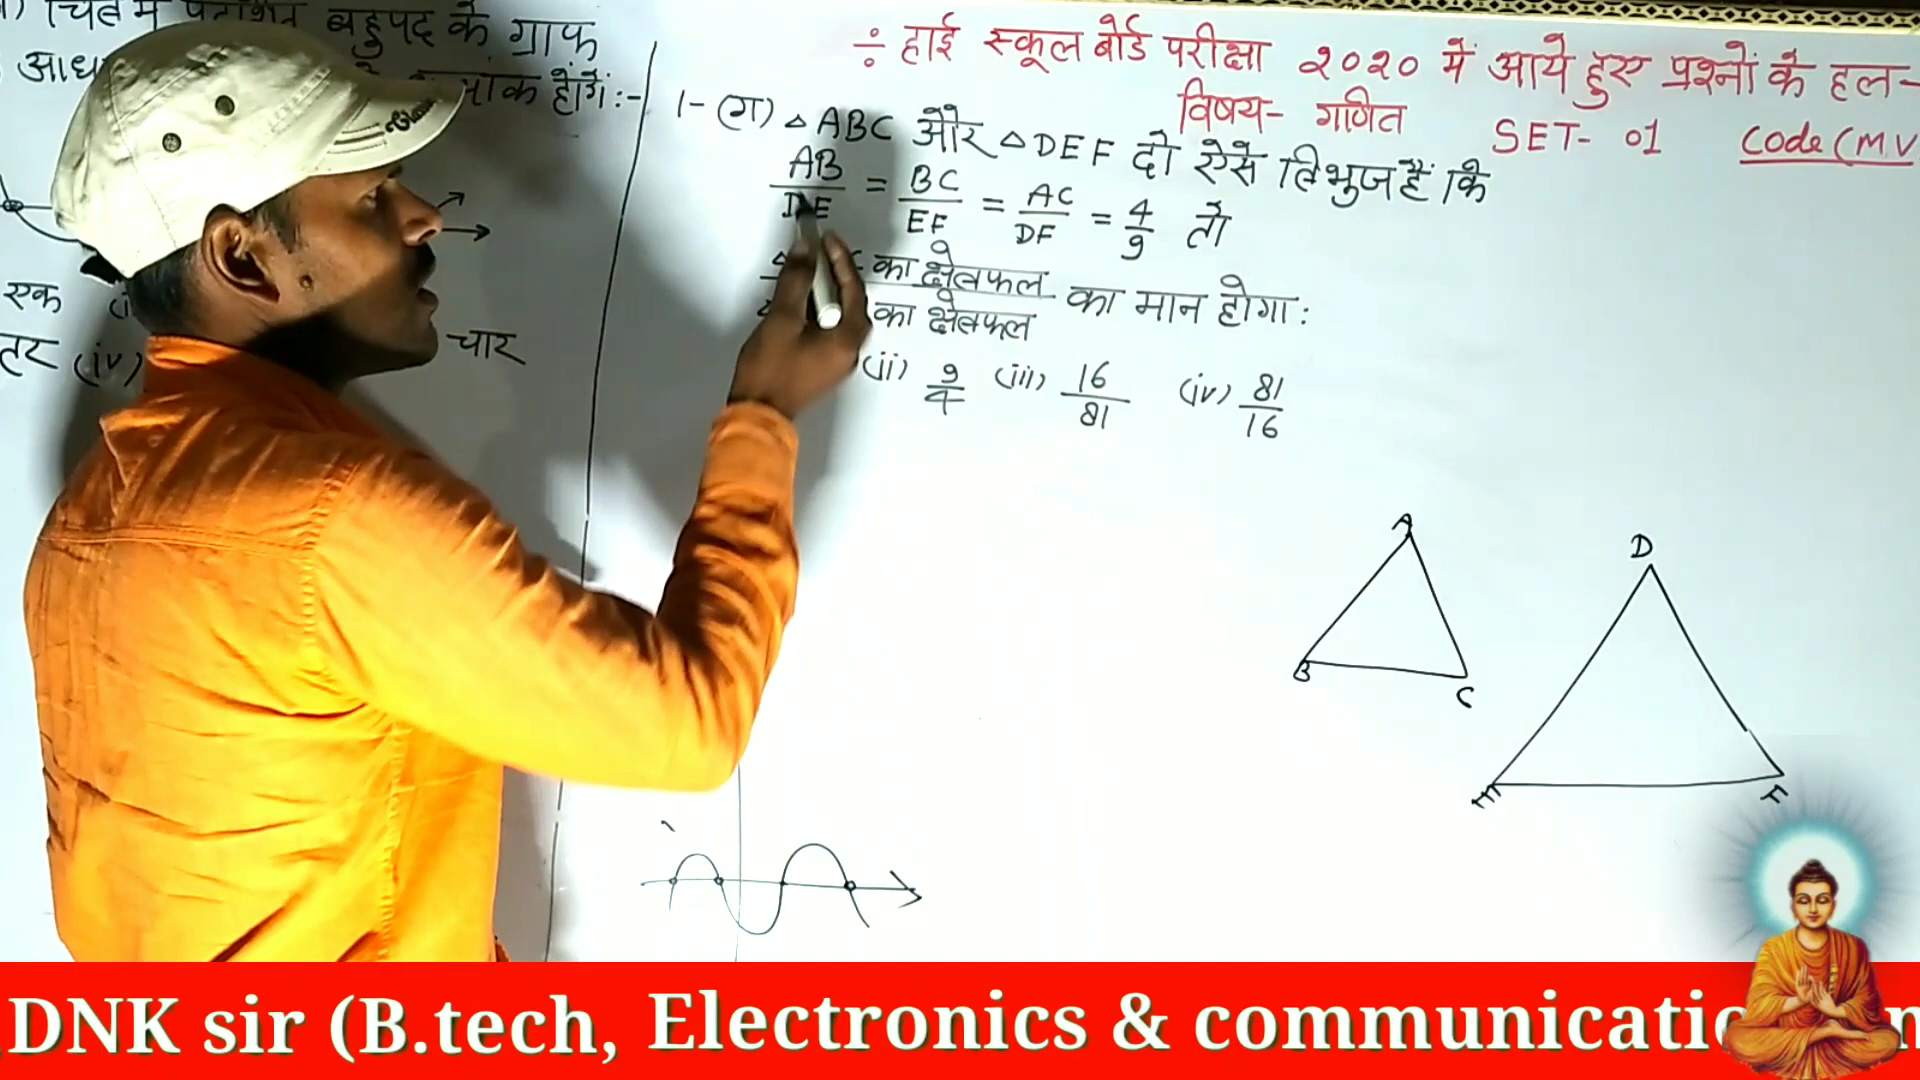 बहुपद के ग्राफ
होगें:-
एक
(iv)
चार
÷ हाई स्कूल बोर्ड परीक्षा २०२० में आये हुए प्रश्नों के हल-
विषय- गणित SET- 01 Code (MV
1- (ग) △ABC और △DEF दो ऐसे त्रिभुज हैं कि
AB/DE = BC/EF = AC/DF = 4/9 तो
का क्षेत्रफल
का क्षेत्रफल
का मान होगा:
(ii) 9/4 (iii) 16/81 (iv) 81/16
A
B
C
D
E
F
DNK sir (B.tech, Electronics & communicatio